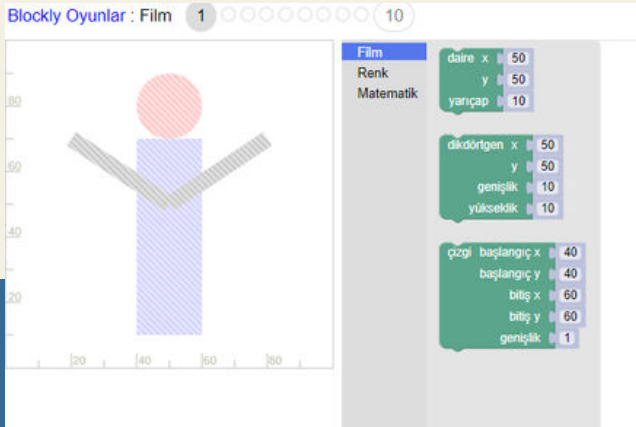 Blockly Oyunlar : Film 1 10
Film
Renk
Matematik
daire x 50
y 50
yarıçap 10
dikdörtgen x 50
y 50
genişlik 10
yükseklik 10
çizgi başlangıç x 40
başlangıç y 40
bitiş x 60
bitiş y 60
genişlik 1
80
60
40
20
20 40 60 80